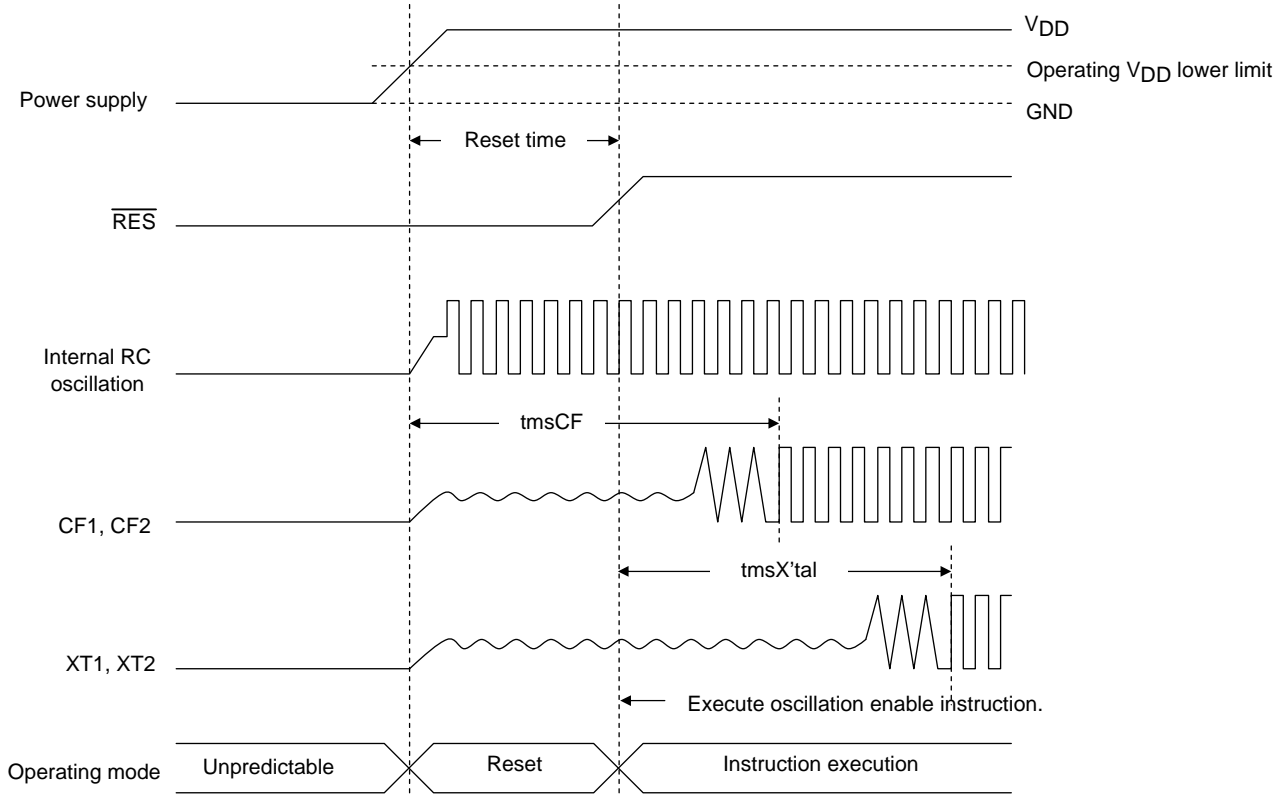 VDD
Operating VDD lower limit
Power supply
GND
Reset time
RES
Internal RC
oscillation
tmsCF
CF1, CF2
tmsX'tal
XT1, XT2
Execute oscillation enable instruction.
Operating mode
Unpredictable
Reset
Instruction execution